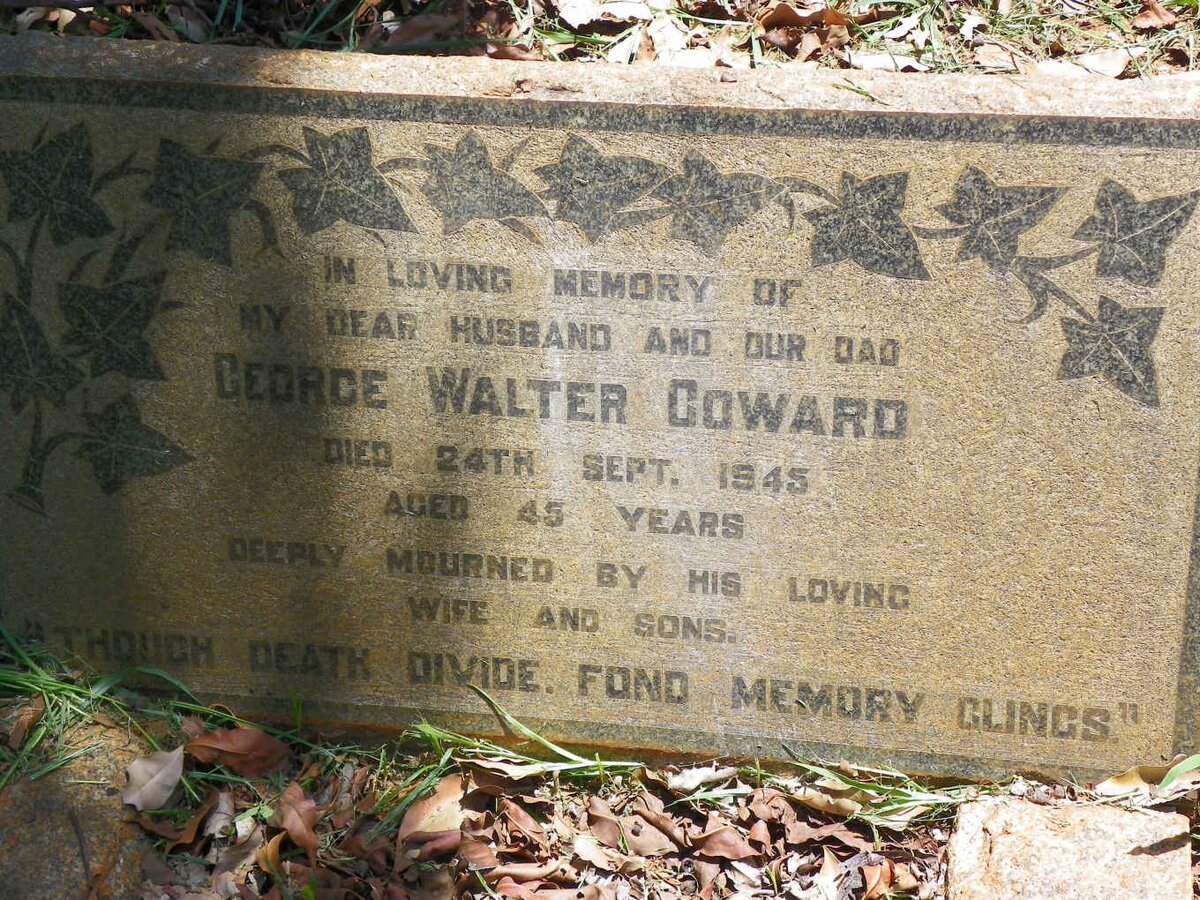 IN LOVING MEMORY OF
MY DEAR HUSBAND AND OUR DAD
GEORGE WALTER COWARD
DIED 24TH SEPT. 1945
AGED 45 YEARS
DEEPLY MOURNED BY HIS LOVING
WIFE AND SONS.
"THOUGH DEATH DIVIDE. FOND MEMORY CLINGS."